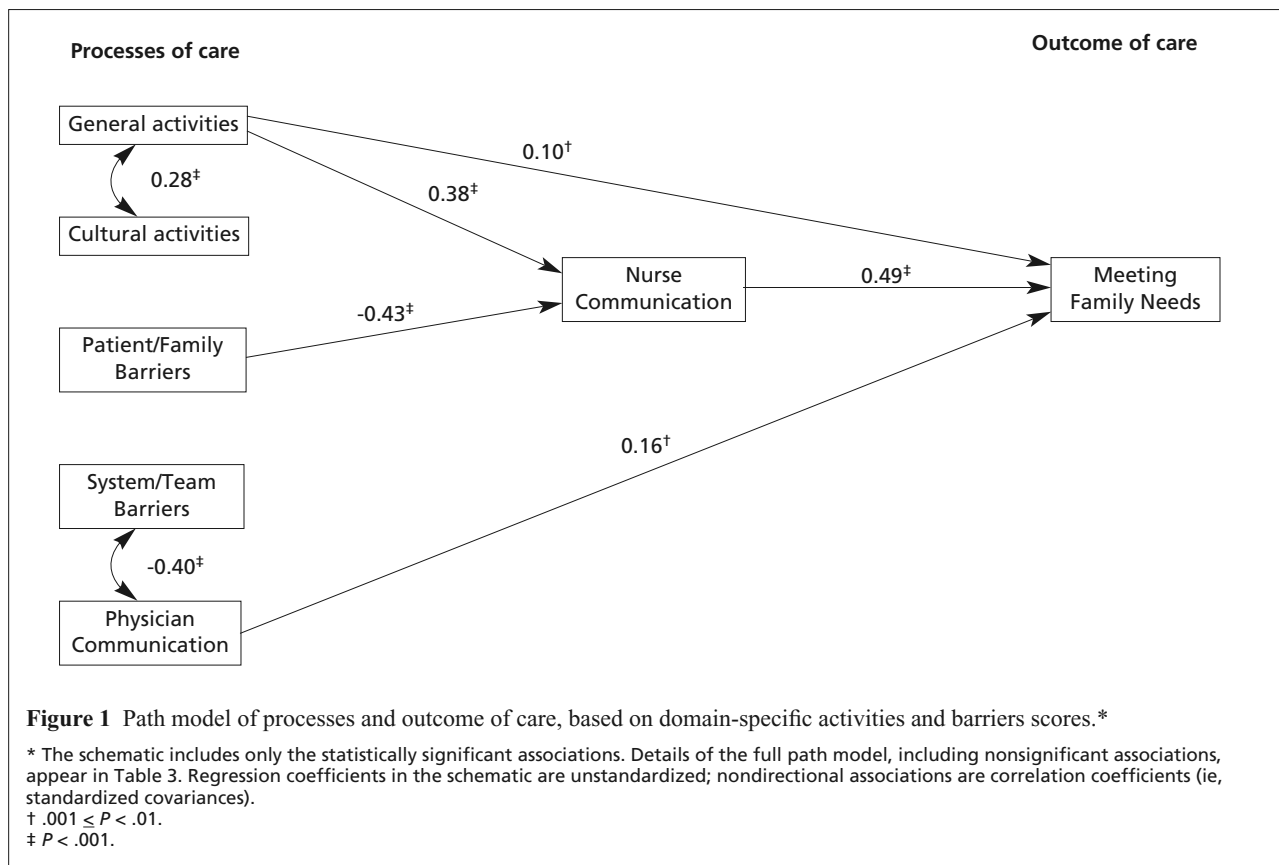 Processes of care
Outcome of care
General activities
0.10†
0.28‡
0.38‡
Cultural activities
Nurse
Communication
0.49‡
Meeting
Family Needs
-0.43‡
Patient/Family
Barriers
0.16†
System/Team
Barriers
-0.40‡
Physician
Communication
Figure 1 Path model of processes and outcome of care, based on domain-specific activities and barriers scores.*
* The schematic includes only the statistically significant associations. Details of the full path model, including nonsignificant associations,
appear in Table 3. Regression coefficients in the schematic are unstandardized; nondirectional associations are correlation coefficients (ie,
standardized covariances).
† .001 ≤ P < .01.
‡ P < .001.